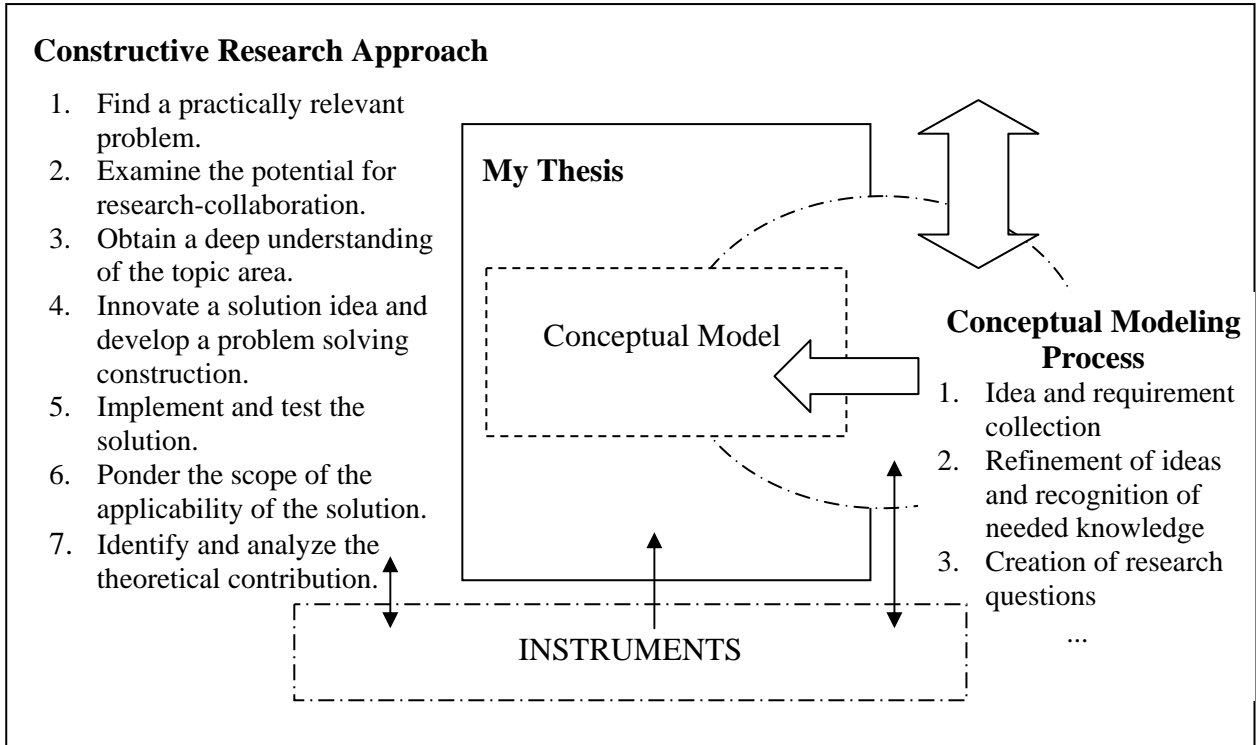 Constructive Research Approach
1. Find a practically relevant
problem.
2. Examine the potential for
research-collaboration.
3. Obtain a deep understanding
of the topic area.
4. Innovate a solution idea and
develop a problem solving
construction.
5. Implement and test the
solution.
6. Ponder the scope of the
applicability of the solution.
7. Identify and analyze the
theoretical contribution.
My Thesis
Conceptual Model
Conceptual Modeling
Process
1. Idea and requirement
collection
2. Refinement of ideas
and recognition of
needed knowledge
3. Creation of research
questions
...
INSTRUMENTS